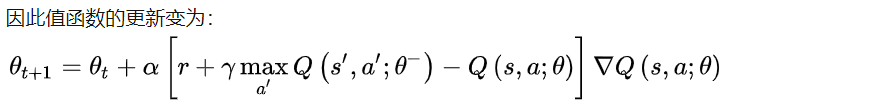 因此值函数的更新变为：
θ_{t+1} = θ_t + α [ r + γ max_{a′} Q (s′, a′; θ⁻) − Q (s, a; θ) ] ∇Q (s, a; θ)